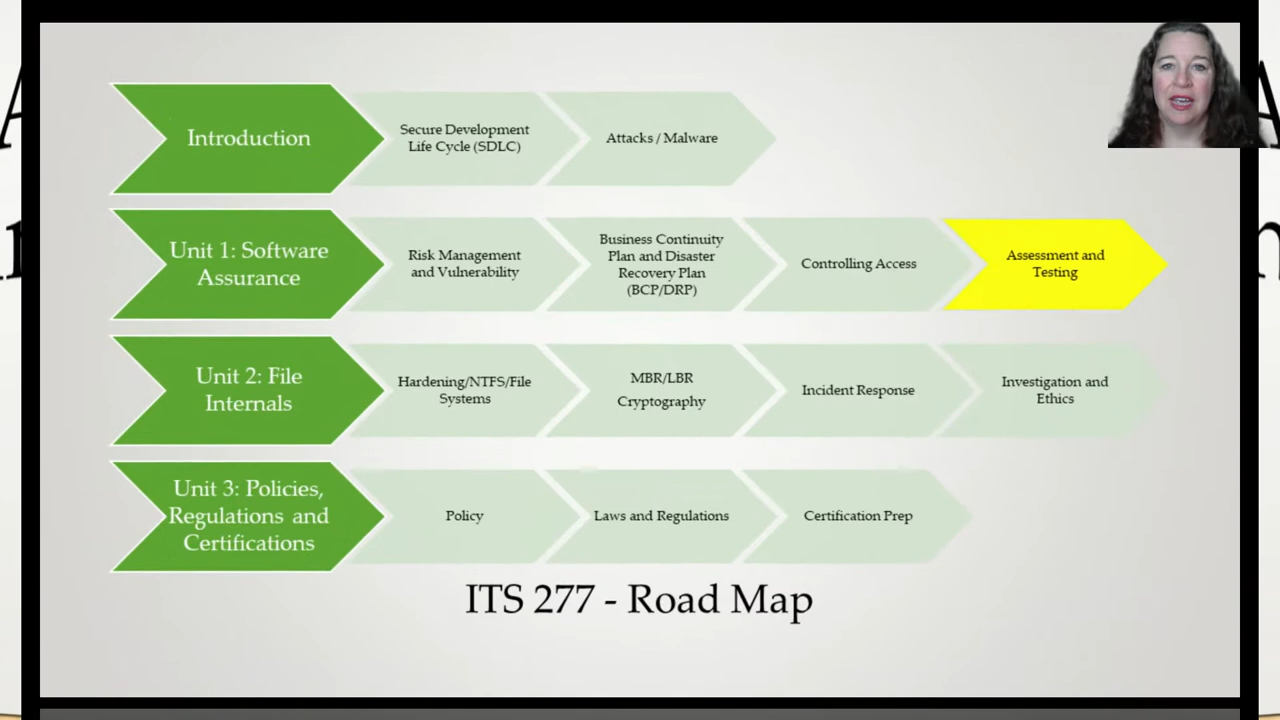 Introduction
Secure Development
Life Cycle (SDLC)
Attacks / Malware
Unit 1: Software
Assurance
Risk Management
and Vulnerability
Business Continuity
Plan and Disaster
Recovery Plan
(BCP/DRP)
Controlling Access
Assessment and
Testing
Unit 2: File
Internals
Hardening/NTFS/File
Systems
MBR/LBR
Cryptography
Incident Response
Investigation and
Ethics
Unit 3: Policies,
Regulations and
Certifications
Policy
Laws and Regulations
Certification Prep
ITS 277 - Road Map